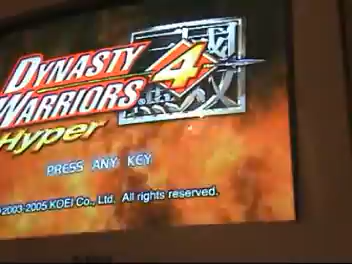 DYNASTY
WARRIORS 4
Hyper
PRESS ANY KEY
2003-2005 KOEI Co., Ltd. All rights reserved.